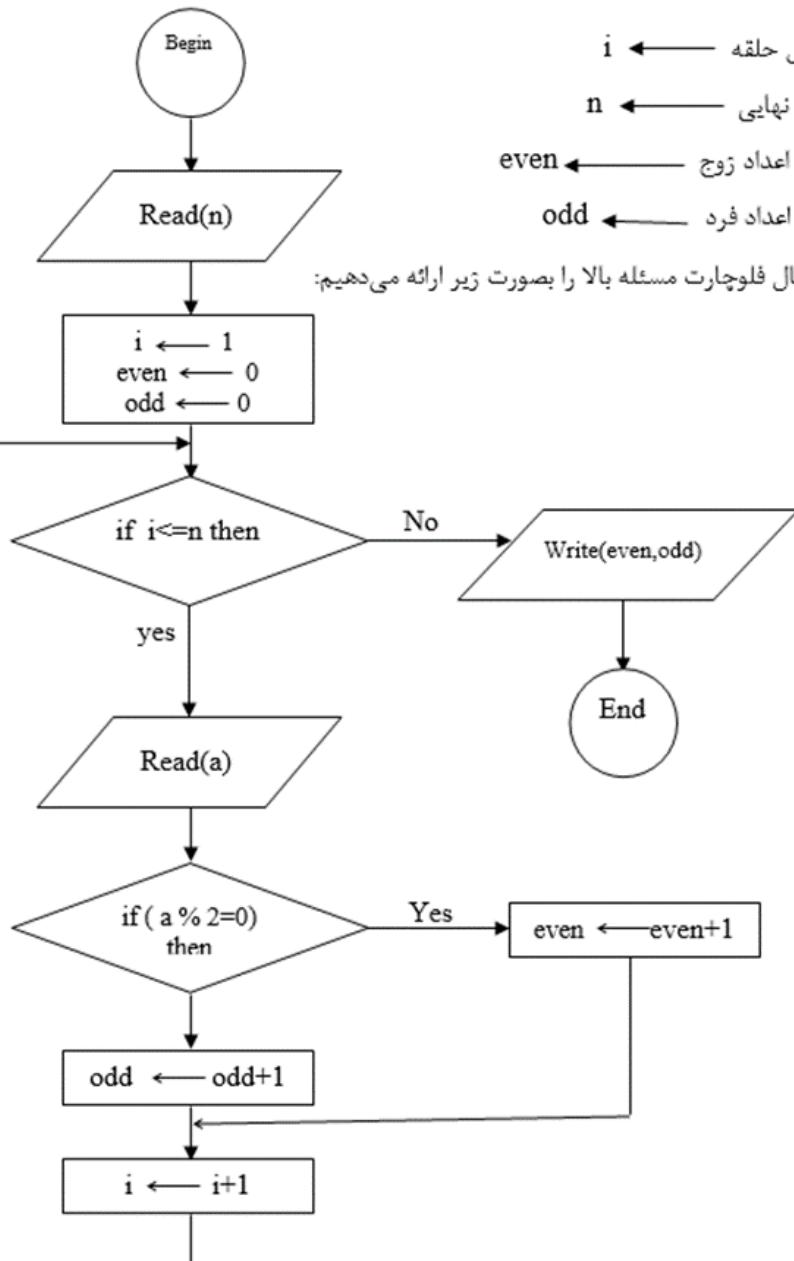 Begin
حلقه ← i
نهایی ← n
اعداد زوج ← even
اعداد فرد ← odd
فلوچارت مسئله بالا را بصورت زیر ارائه می‌دهیم:
Read(n)
i ← 1
even ← 0
odd ← 0
if i<=n then
No
Write(even,odd)
End
yes
Read(a)
if ( a % 2=0)
then
Yes
even ← even+1
odd ← odd+1
i ← i+1